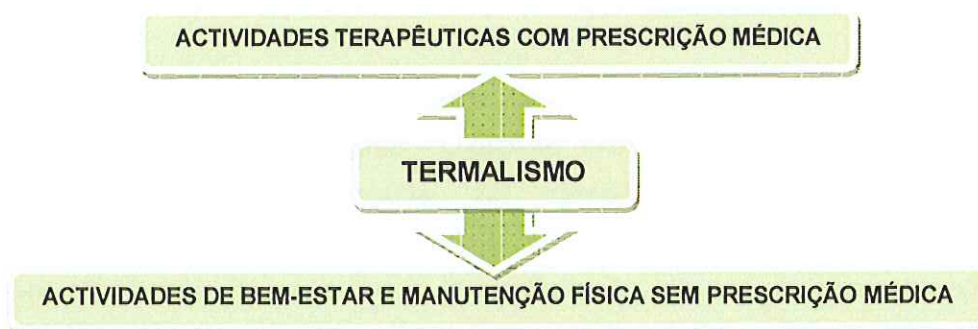 ACTIVIDADES TERAPÊUTICAS COM PRESCRIÇÃO MÉDICA
TERMALISMO
ACTIVIDADES DE BEM-ESTAR E MANUTENÇÃO FÍSICA SEM PRESCRIÇÃO MÉDICA